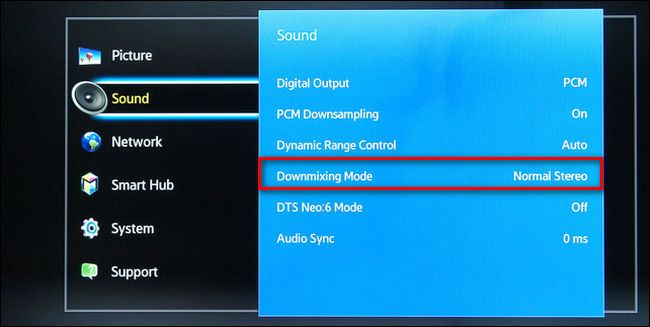 Picture
Sound
Network
Smart Hub
System
Support
Sound
Digital Output PCM
PCM Downsampling On
Dynamic Range Control Auto
Downmixing Mode Normal Stereo
DTS Neo:6 Mode Off
Audio Sync 0 ms